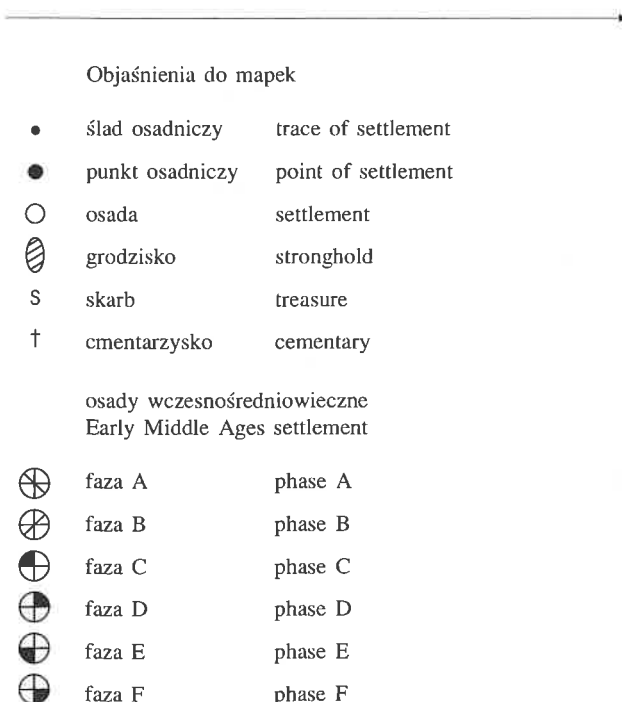 Objaśnienia do mapek
ślad osadniczy trace of settlement
punkt osadniczy point of settlement
osada settlement
grodzisko stronghold
S skarb treasure
† cmentarzysko cementary
osady wczesnośredniowieczne
Early Middle Ages settlement
faza A phase A
faza B phase B
faza C phase C
faza D phase D
faza E phase E
faza F phase F